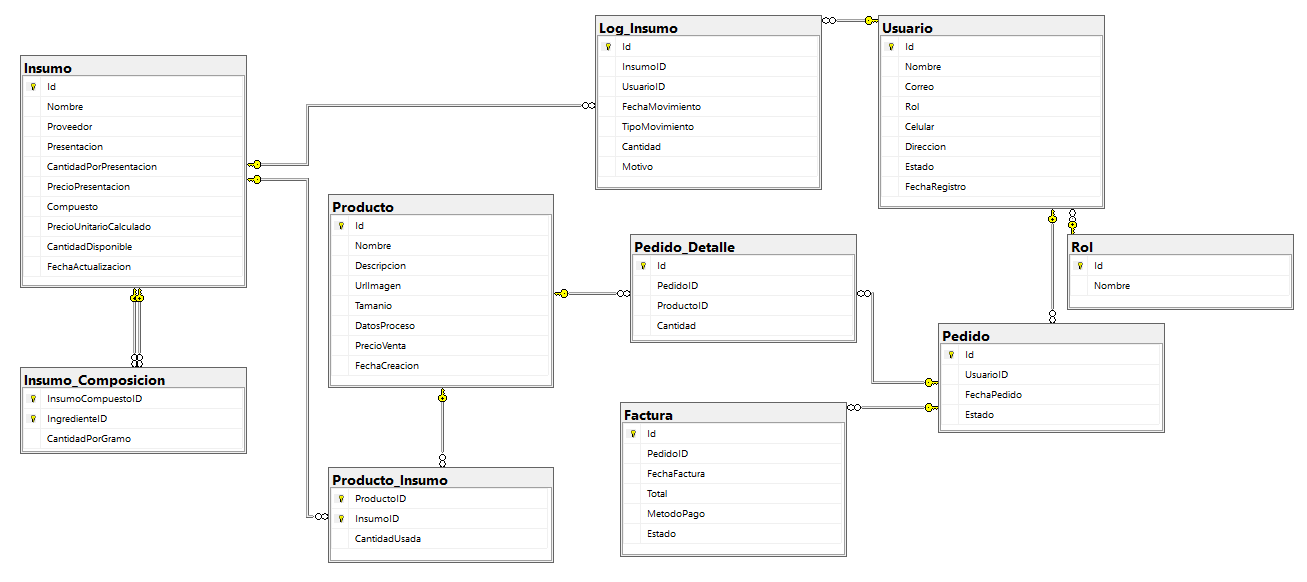 Insumo
Id
Nombre
Proveedor
Presentacion
CantidadPorPresentacion
PrecioPresentacion
Compuesto
PrecioUnitarioCalculado
CantidadDisponible
FechaActualizacion
Insumo_Composicion
InsumoCompuestoID
IngredienteID
CantidadPorGramo
Producto
Id
Nombre
Descripcion
UrlImagen
Tamanio
DatosProceso
PrecioVenta
FechaCreacion
Producto_Insumo
ProductoID
InsumoID
CantidadUsada
Log_Insumo
Id
InsumoID
UsuarioID
FechaMovimiento
TipoMovimiento
Cantidad
Motivo
Pedido_Detalle
Id
PedidoID
ProductoID
Cantidad
Factura
Id
PedidoID
FechaFactura
Total
MetodoPago
Estado
Usuario
Id
Nombre
Correo
Rol
Celular
Direccion
Estado
FechaRegistro
Rol
Id
Nombre
Pedido
Id
UsuarioID
FechaPedido
Estado